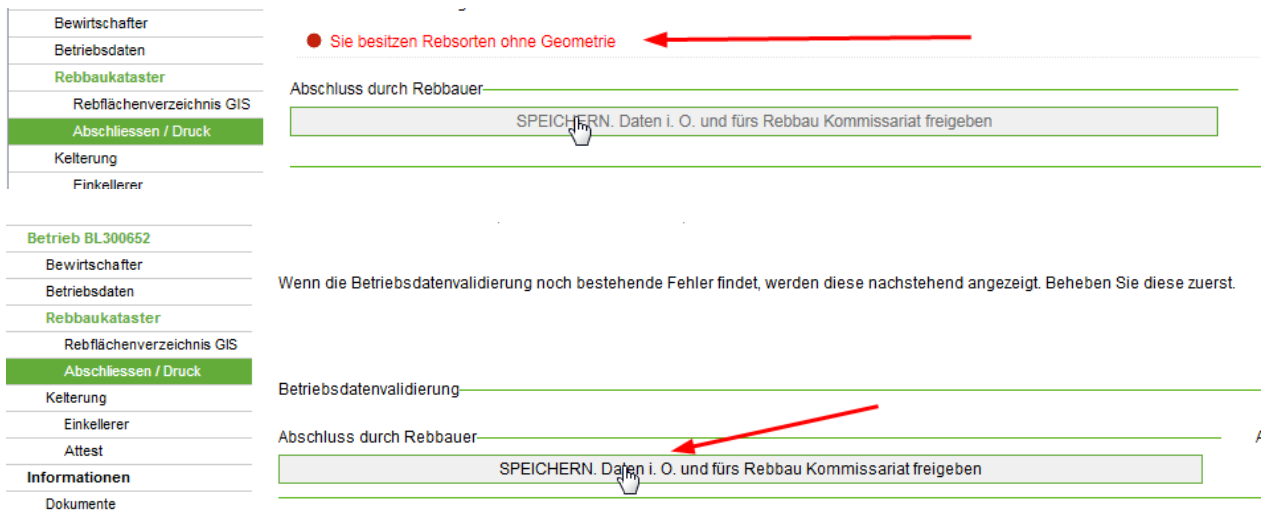 Bewirtschafter
Betriebsdaten
Rebbaukataster
Rebflächenverzeichnis GIS
Abschliessen / Druck
Kelterung
Einkellerer
Sie besitzen Rebsorten ohne Geometrie
Abschluss durch Rebbauer
SPEICHERN. Daten i. O. und fürs Rebbau Kommissariat freigeben
Betrieb BL300652
Bewirtschafter
Betriebsdaten
Rebbaukataster
Rebflächenverzeichnis GIS
Abschliessen / Druck
Kelterung
Einkellerer
Attest
Informationen
Dokumente
Wenn die Betriebsdatenvalidierung noch bestehende Fehler findet, werden diese nachstehend angezeigt. Beheben Sie diese zuerst.
Betriebsdatenvalidierung
Abschluss durch Rebbauer
SPEICHERN. Daten i. O. und fürs Rebbau Kommissariat freigeben